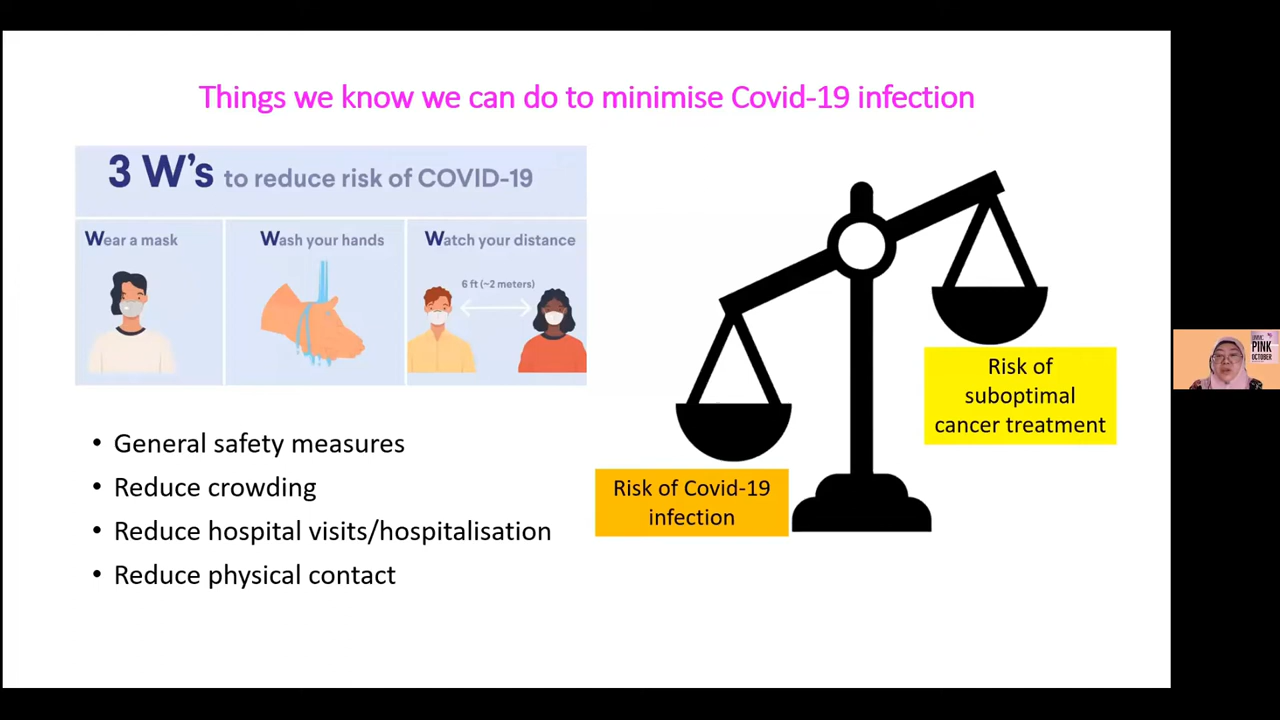 Things we know we can do to minimise Covid-19 infection
3 W's to reduce risk of COVID-19
Wear a mask
Wash your hands
Watch your distance
6 ft (~2 meters)
• General safety measures
• Reduce crowding
• Reduce hospital visits/hospitalisation
• Reduce physical contact
Risk of
suboptimal
cancer treatment
Risk of Covid-19
infection
PINK
OCTOBER